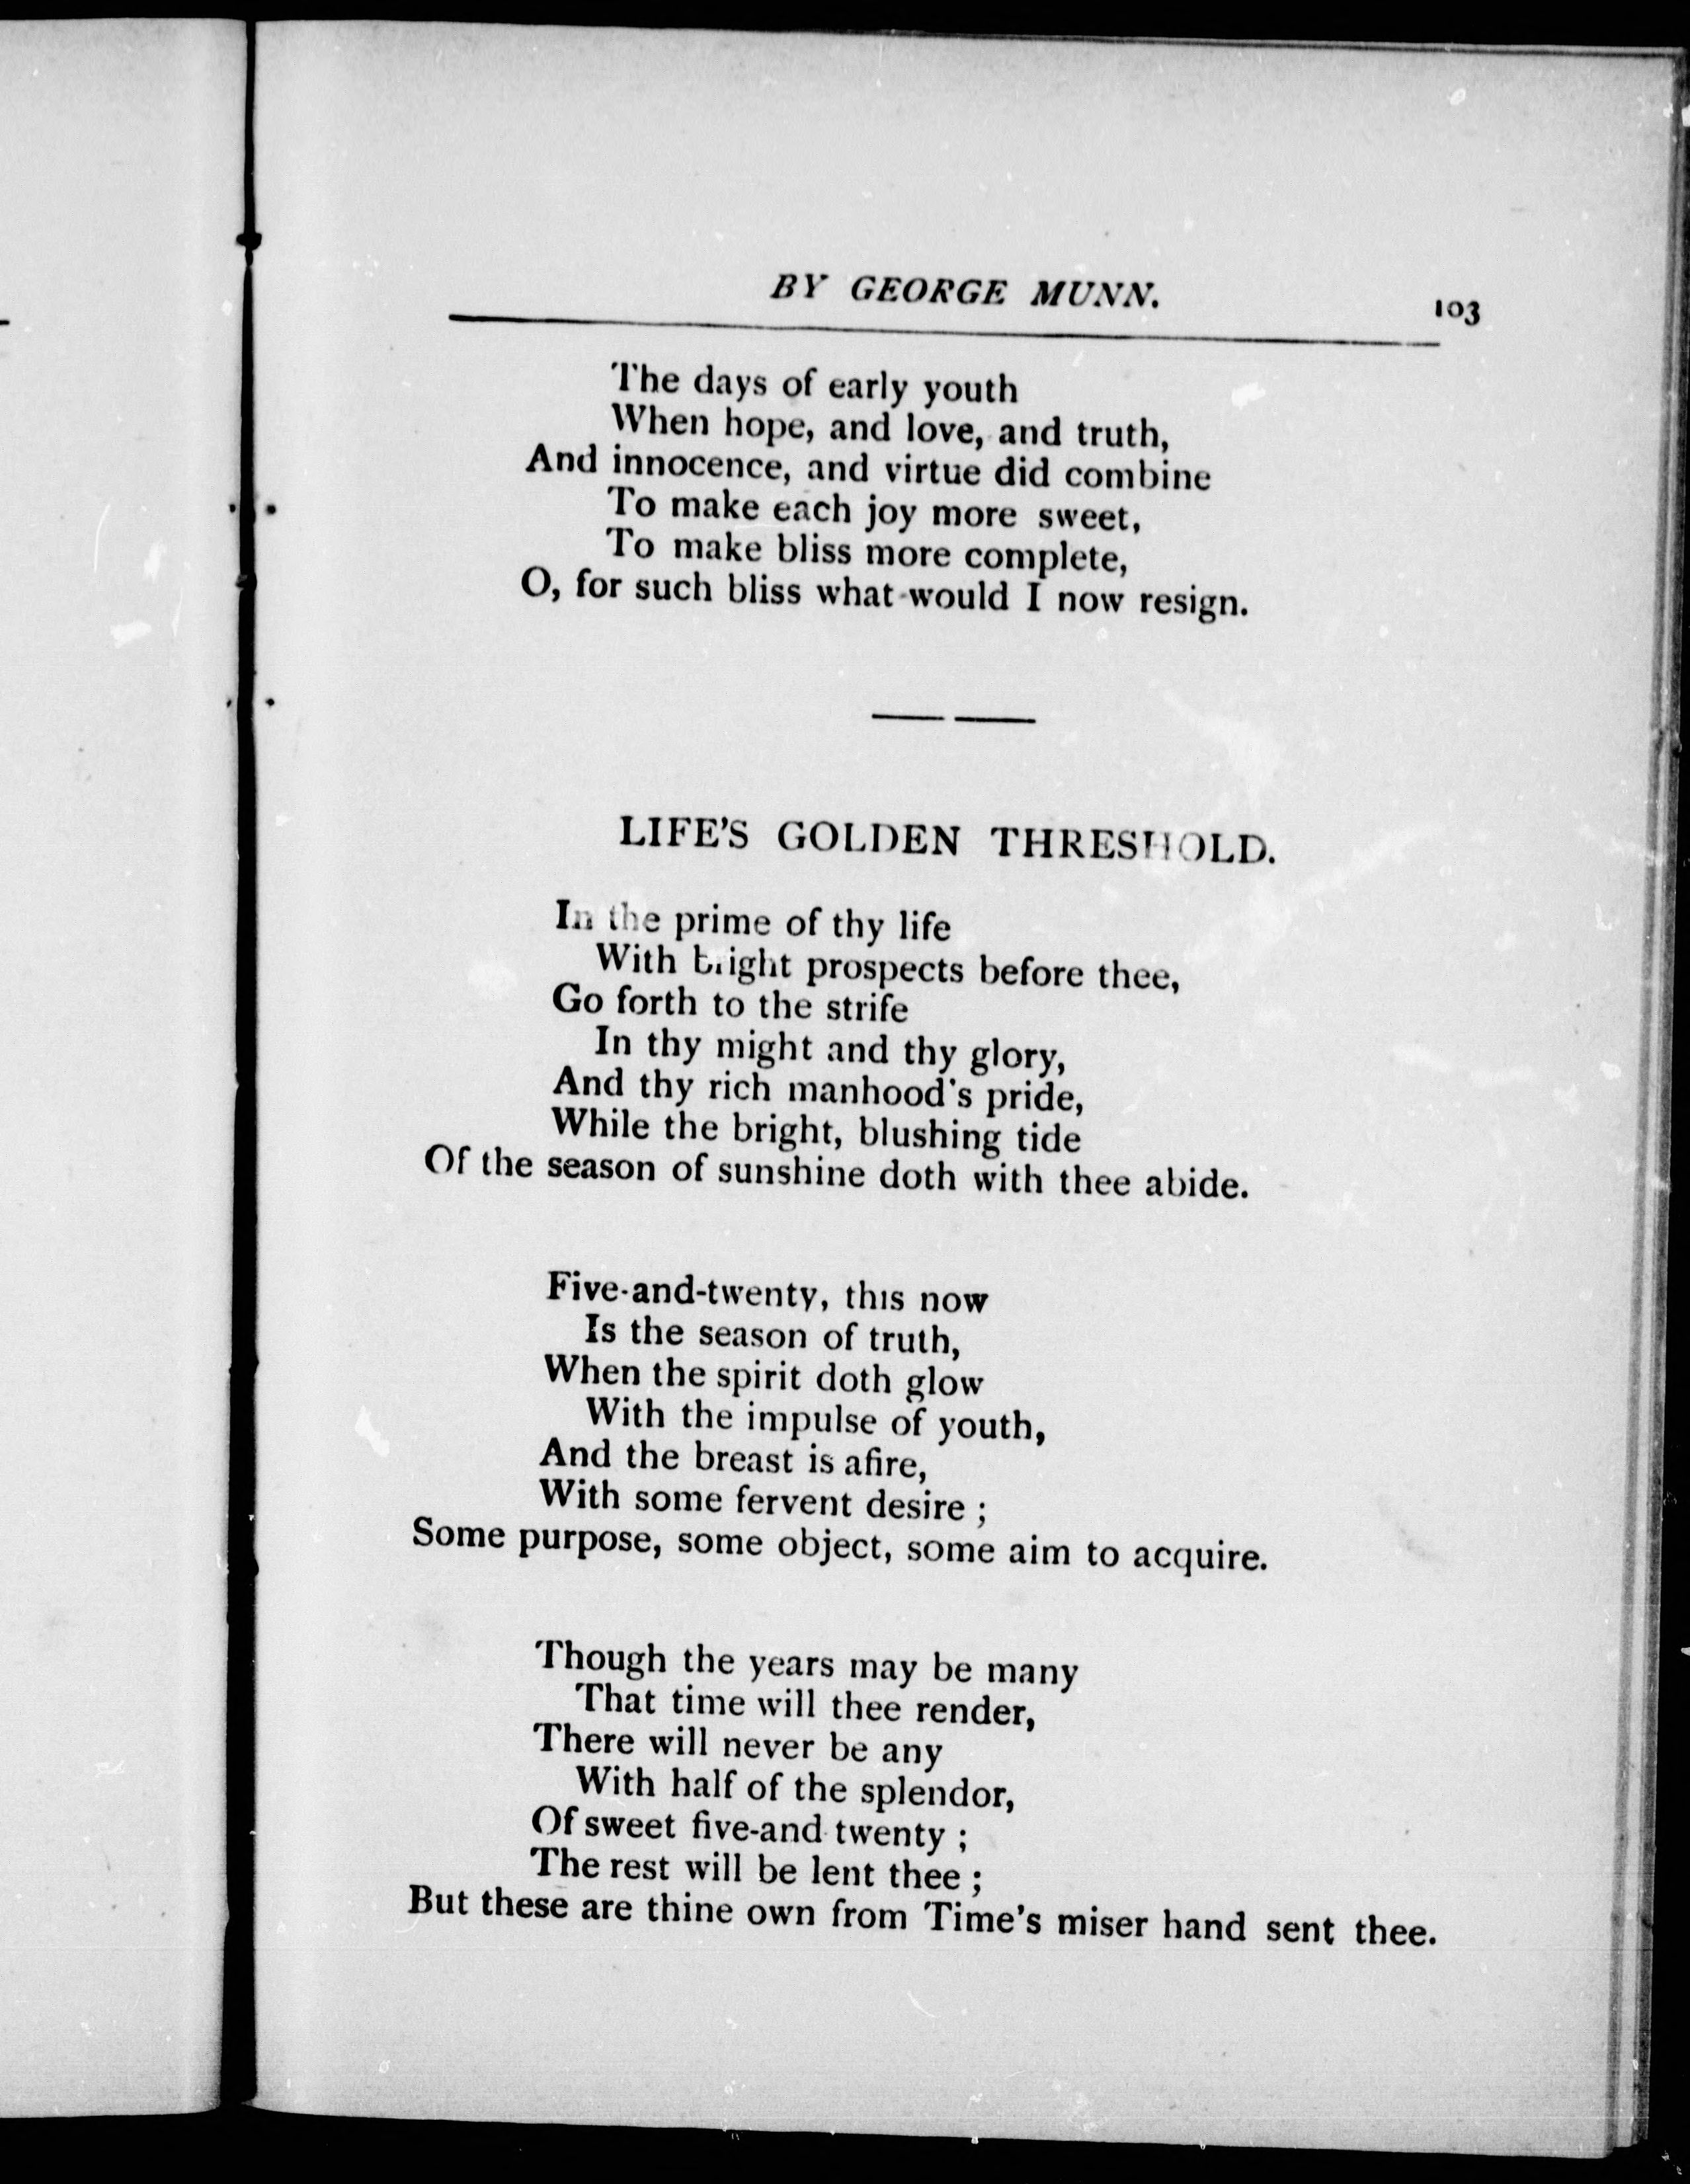 BY GEORGE MUNN.
103
The days of early youth
When hope, and love, and truth,
And innocence, and virtue did combine
To make each joy more sweet,
To make bliss more complete,
O, for such bliss what would I now resign.
LIFE'S GOLDEN THRESHOLD.
In the prime of thy life
With bright prospects before thee,
Go forth to the strife
In thy might and thy glory,
And thy rich manhood's pride,
While the bright, blushing tide
Of the season of sunshine doth with thee abide.
Five-and-twenty, this now
Is the season of truth,
When the spirit doth glow
With the impulse of youth,
And the breast is afire,
With some fervent desire ;
Some purpose, some object, some aim to acquire.
Though the years may be many
That time will thee render,
There will never be any
With half of the splendor,
Of sweet five-and twenty ;
The rest will be lent thee ;
But these are thine own from Time's miser hand sent thee.